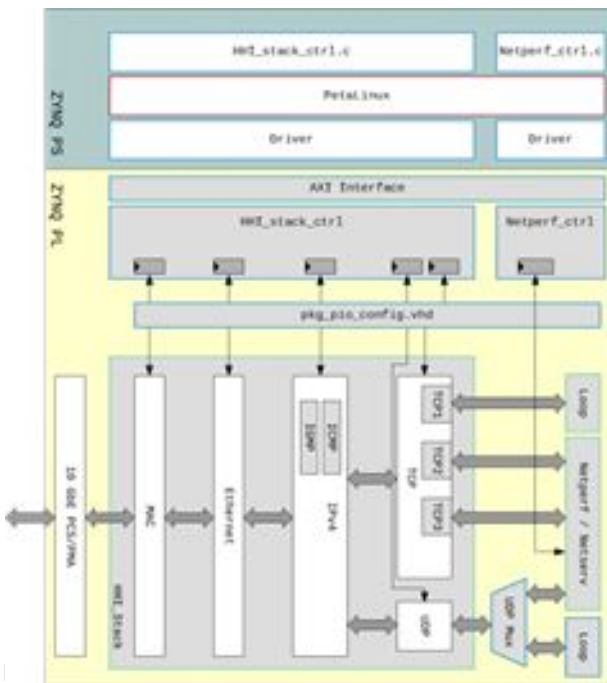 HHI_stack_ctrl.c
Netperf_ctrl.c
PetaLinux
Driver
Driver
ZYNQ PS
ZYNQ PL
AXI Interface
HHI_stack_ctrl
Netperf_ctrl
pkg_pio_config.vhd
10 GbE PCS/PMA
MAC
Ethernet
IGMP
ICMP
IPv4
TCP
TCP1
TCP2
TCP3
UDP
UDP Mux
Loop
Netperf / Netserv
Loop
HHI_Stack